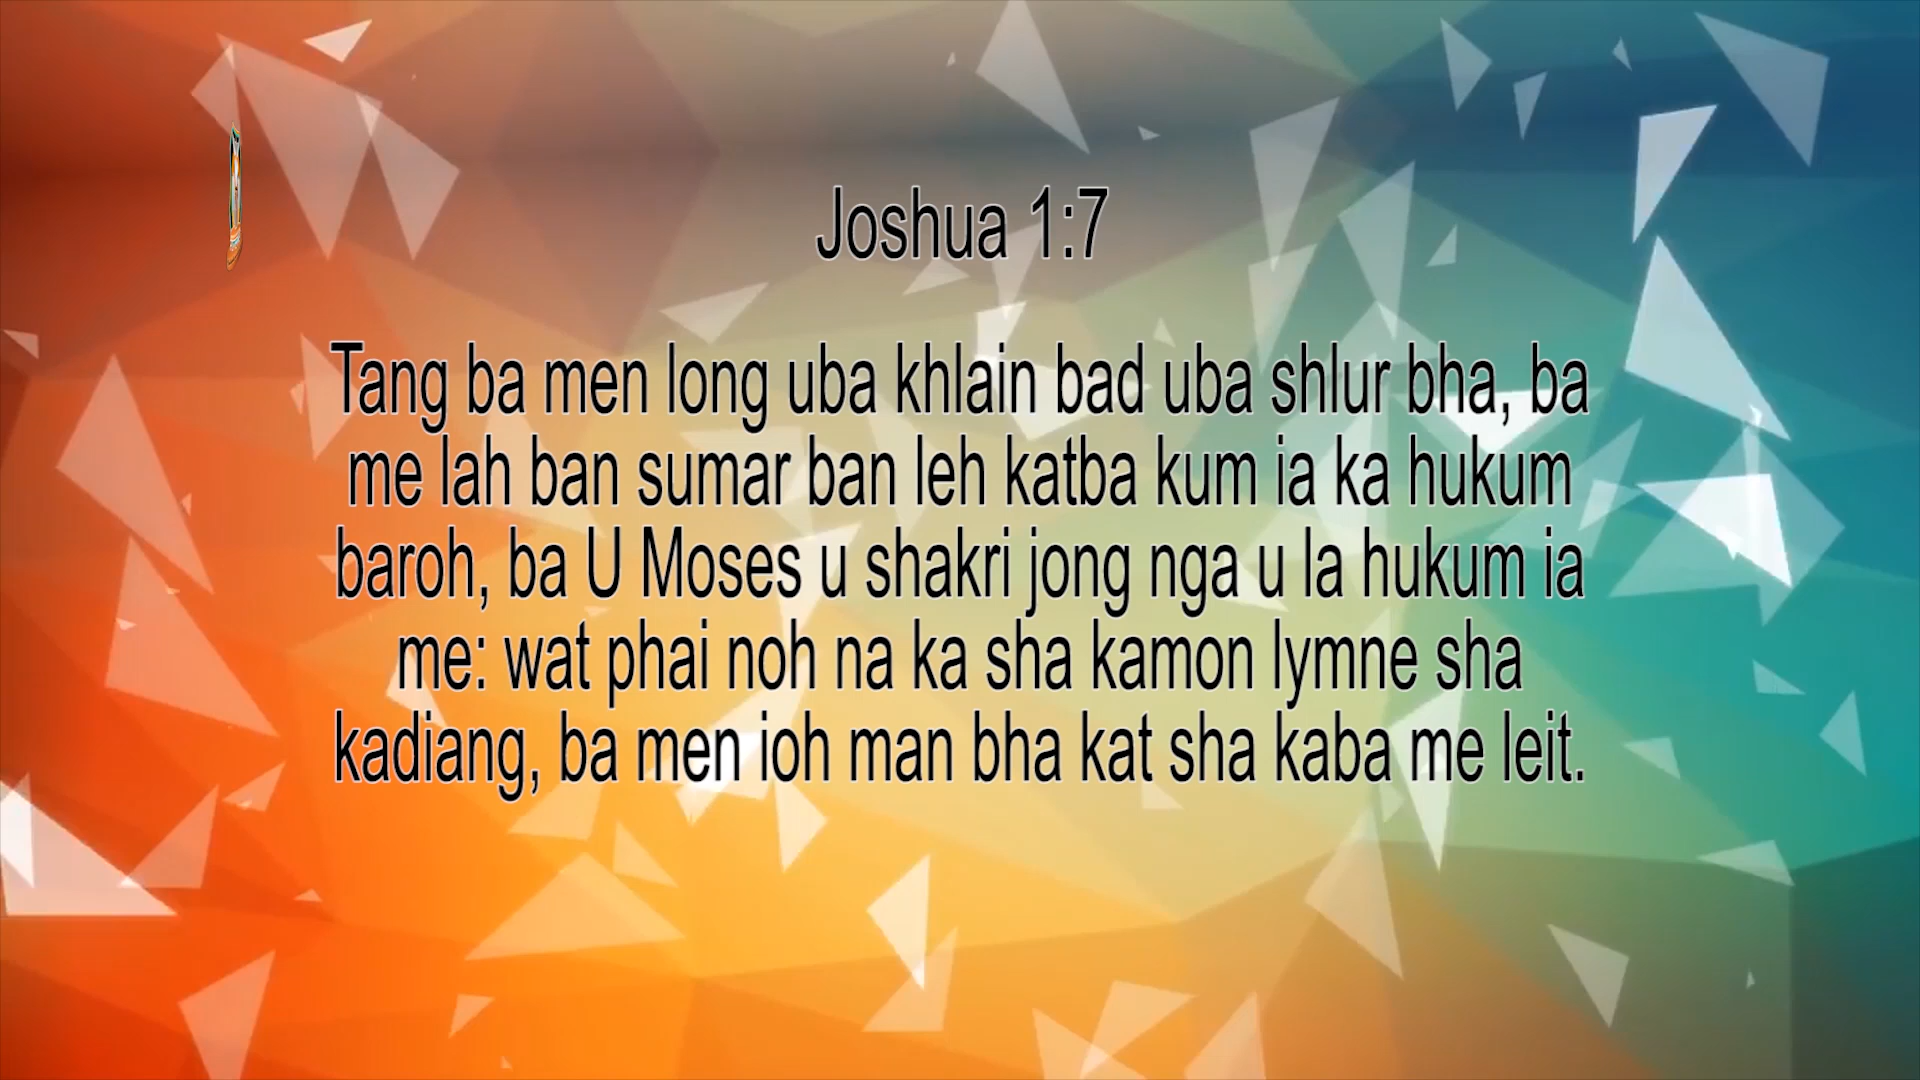 Joshua 1:7
Tang ba men long uba khlain bad uba shlur bha, ba
me lah ban sumar ban leh katba kum ia ka hukum
baroh, ba U Moses u shakri jong nga u la hukum ia
me: wat phai noh na ka sha kamon lymne sha
kadiang, ba men ioh man bha kat sha kaba me leit.